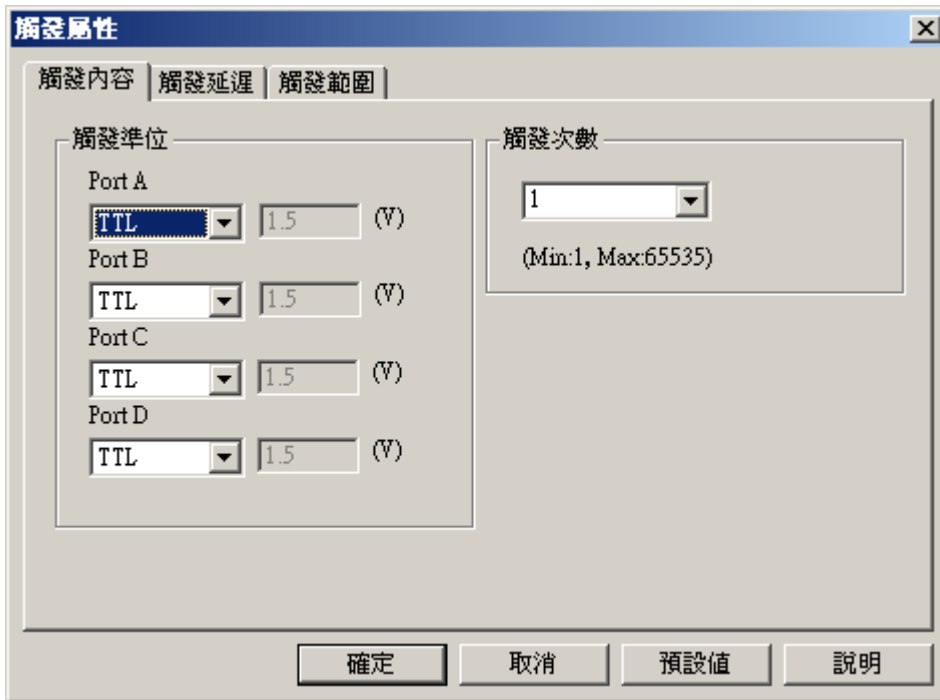 觸發屬性
觸發內容 觸發延遲 觸發範圍
觸發準位
Port A
TTL 1.5 (V)
Port B
TTL 1.5 (V)
Port C
TTL 1.5 (V)
Port D
TTL 1.5 (V)
觸發次數
1
(Min:1, Max:65535)
確定 取消 預設值 說明